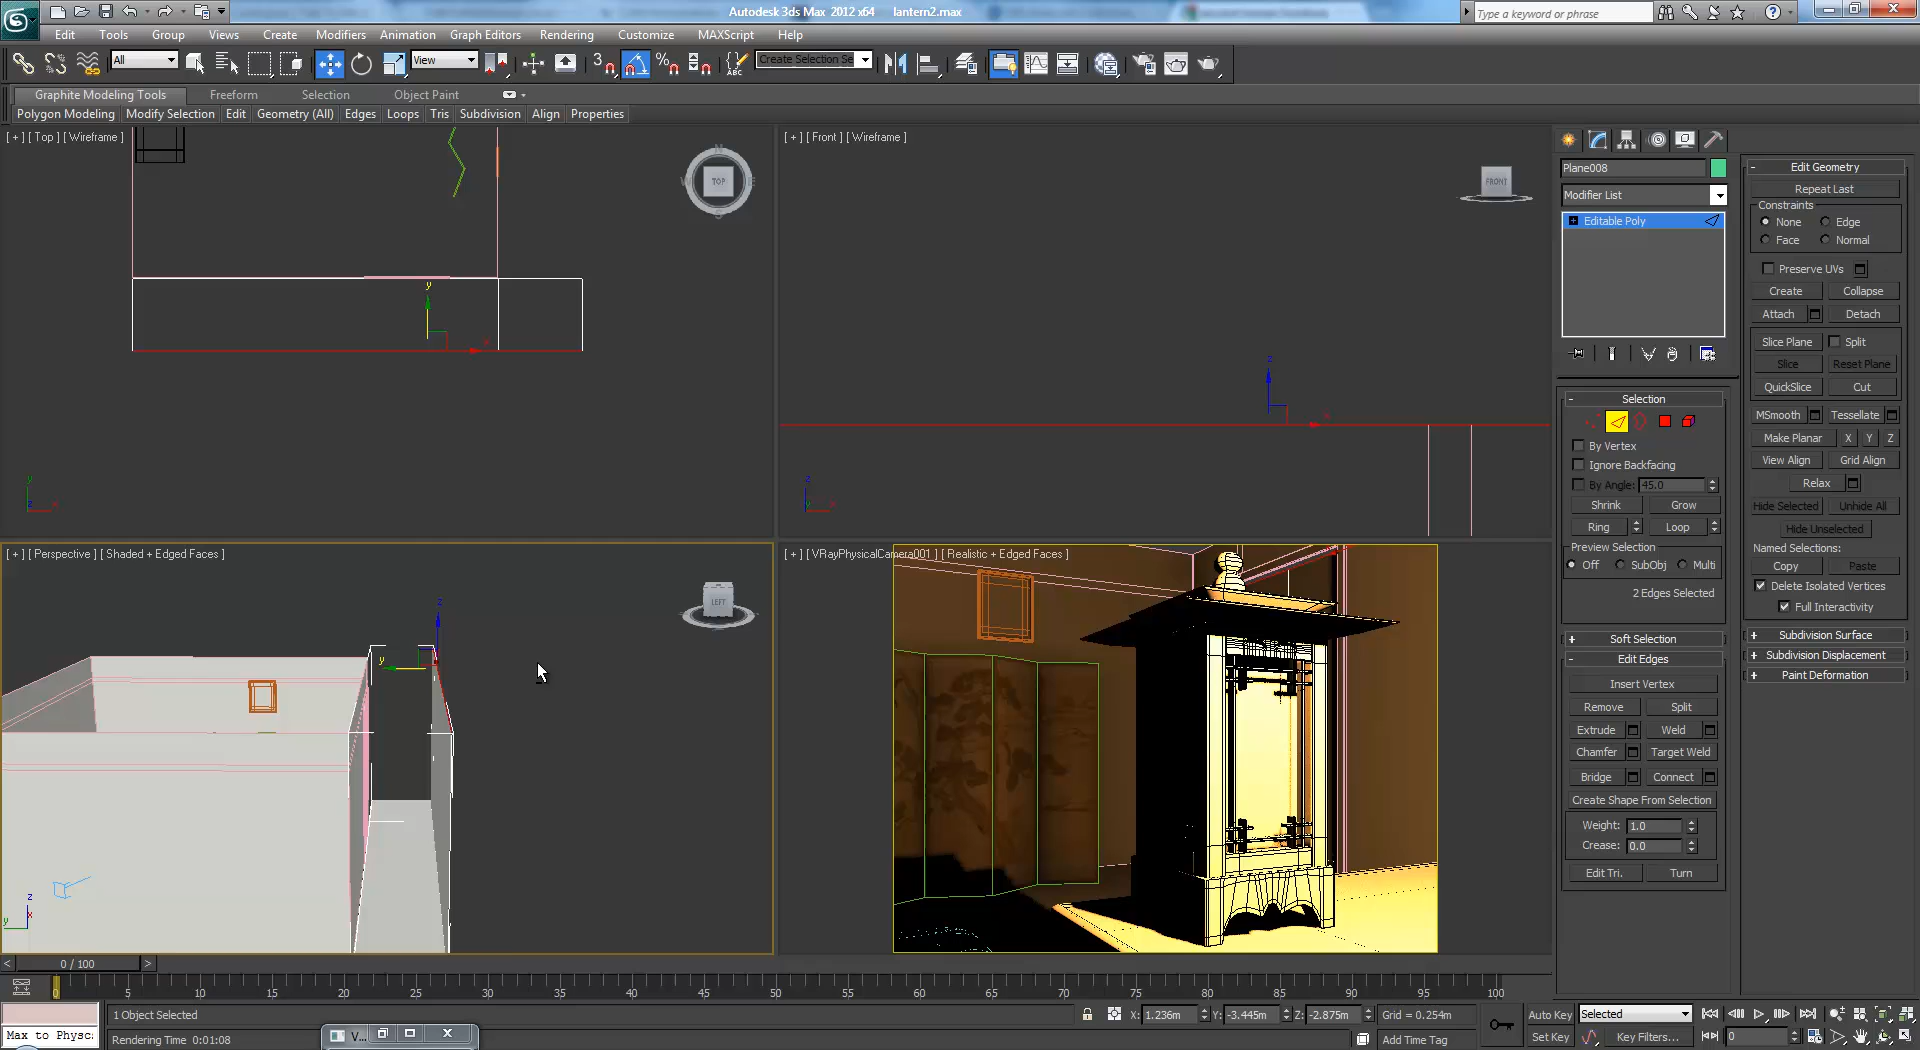 Autodesk 3ds Max 2012 x64 lantern2.max
Type a keyword or phrase
Edit Tools Group Views Create Modifiers Animation Graph Editors Rendering Customize MAXScript Help
All View Create Selection Se
Graphite Modeling Tools Freeform Selection Object Paint
Polygon Modeling Modify Selection Edit Geometry (All) Edges Loops Tris Subdivision Align Properties
[ + ] [ Top ] [ Wireframe ]
TOP
[ + ] [ Front ] [ Wireframe ]
FRONT
[ + ] [ Perspective ] [ Shaded + Edged Faces ]
LEFT
[ + ] [ VRayPhysicalCamera001 ] [ Realistic + Edged Faces ]
Plane008
Modifier List
Editable Poly
Selection
By Vertex
Ignore Backfacing
By Angle: 45.0
Shrink Grow
Ring Loop
Preview Selection
Off SubObj Multi
2 Edges Selected
Soft Selection
Edit Edges
Insert Vertex
Remove Split
Extrude Weld
Chamfer Target Weld
Bridge Connect
Create Shape From Selection
Weight: 1.0
Crease: 0.0
Edit Tri. Turn
Edit Geometry
Repeat Last
Constraints
None Edge
Face Normal
Preserve UVs
Create Collapse
Attach Detach
Slice Plane Split
Slice Reset Plane
QuickSlice Cut
MSmooth Tessellate
Make Planar X Y Z
View Align Grid Align
Relax
Hide Selected Unhide All
Hide Unselected
Named Selections:
Copy Paste
Delete Isolated Vertices
Full Interactivity
Subdivision Surface
Subdivision Displacement
Paint Deformation
< 0 / 100 >
0 5 10 15 20 25 30 35 40 45 50 55 60 65 70 75 80 85 90 95 100
1 Object Selected X: 1.236m Y: -3.445m Z: -2.875m Grid = 0.254m Auto Key Selected
Max to Physc Rendering Time 0:01:08 V... Add Time Tag Set Key Key Filters... 0